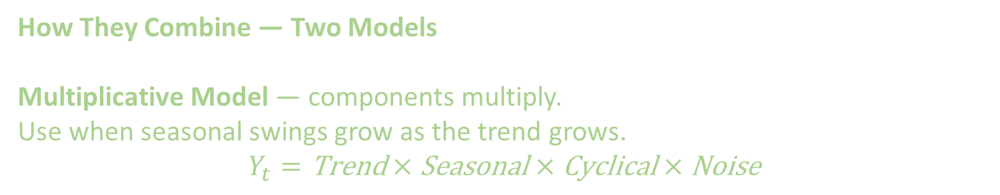 How They Combine — Two Models
Multiplicative Model — components multiply.
Use when seasonal swings grow as the trend grows.
Yₜ = Trend × Seasonal × Cyclical × Noise